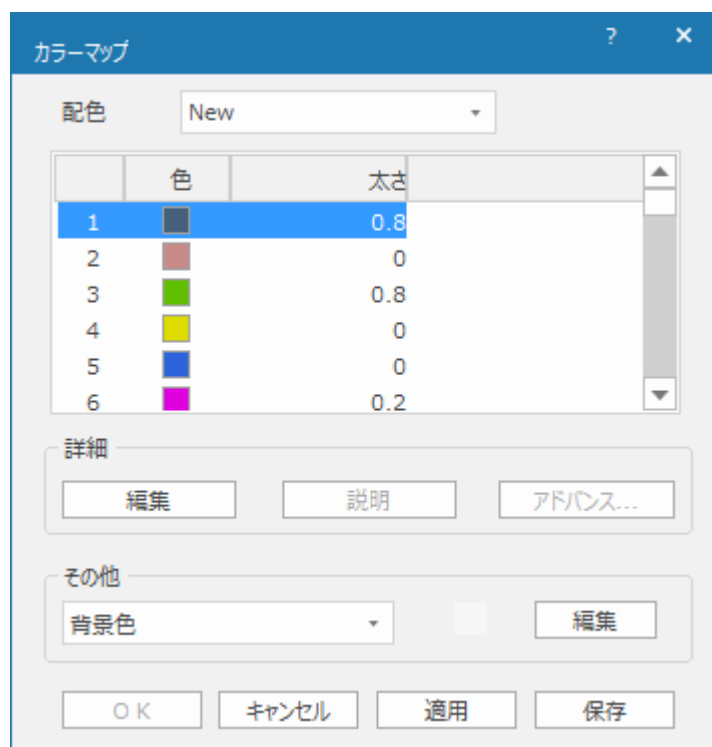 カラーマップ ? ×
配色 New
色 太さ
1 0.8
2 0
3 0.8
4 0
5 0
6 0.2
詳細
編集 説明 アドバンス...
その他
背景色 編集
OK キャンセル 適用 保存